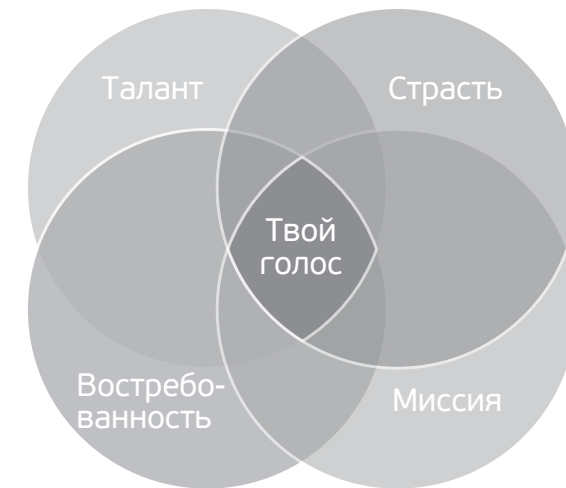 Талант
Страсть
Твой
голос
Востребо-
ванность
Миссия